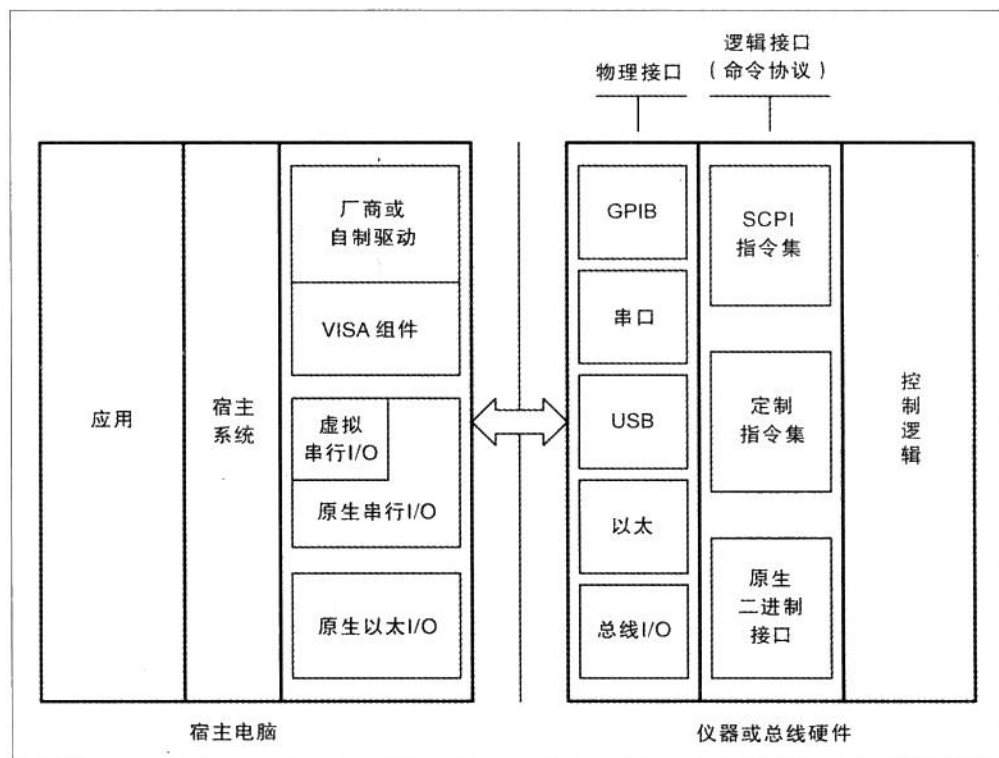 物理接口
逻辑接口
(命令协议)
应用
宿主
系统
厂商或
自制驱动
VISA 组件
虚拟
串行I/O
原生串行I/O
原生以太I/O
GPIB
串口
USB
以太
总线I/O
SCPI
指令集
定制
指令集
原生
二进制
接口
控制逻辑
宿主电脑
仪器或总线硬件